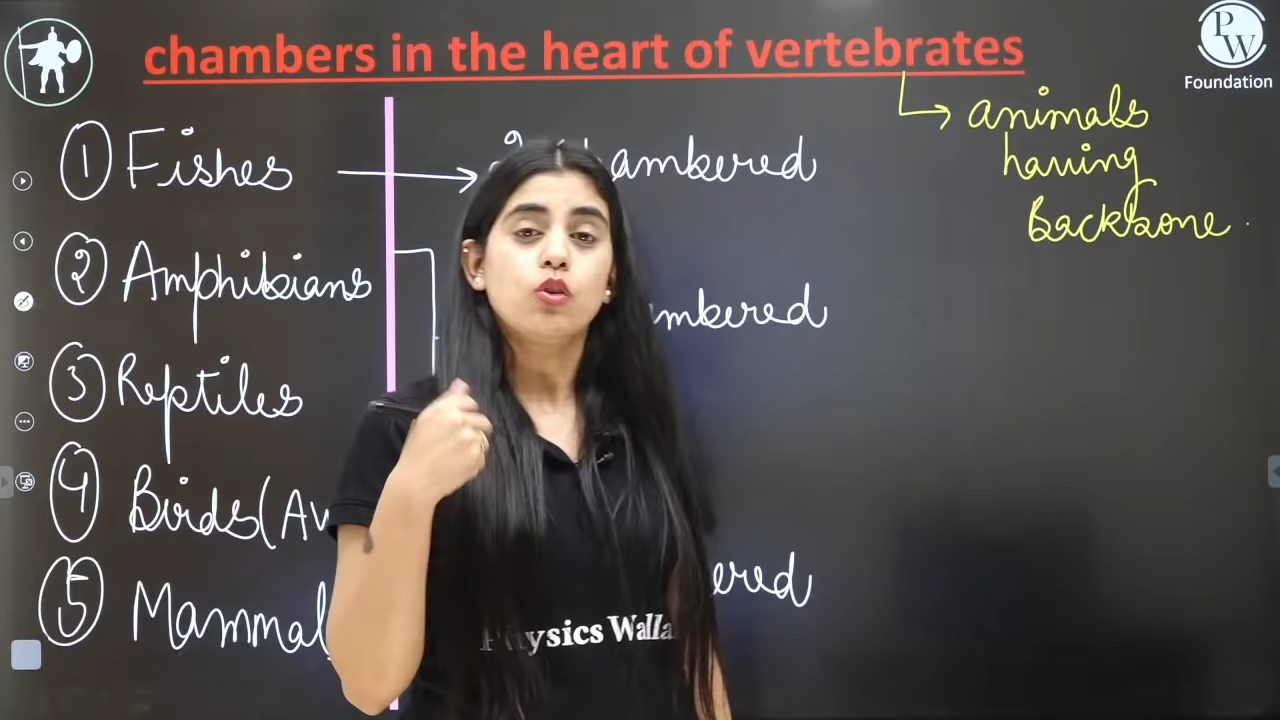 chambers in the heart of vertebrates
PW
Foundation
animals
having
Backbone
① Fishes → ambered
② Amphibians
mbered
③ Reptiles
④ Birds (Av
⑤ Mammal
ered
Physics Walla